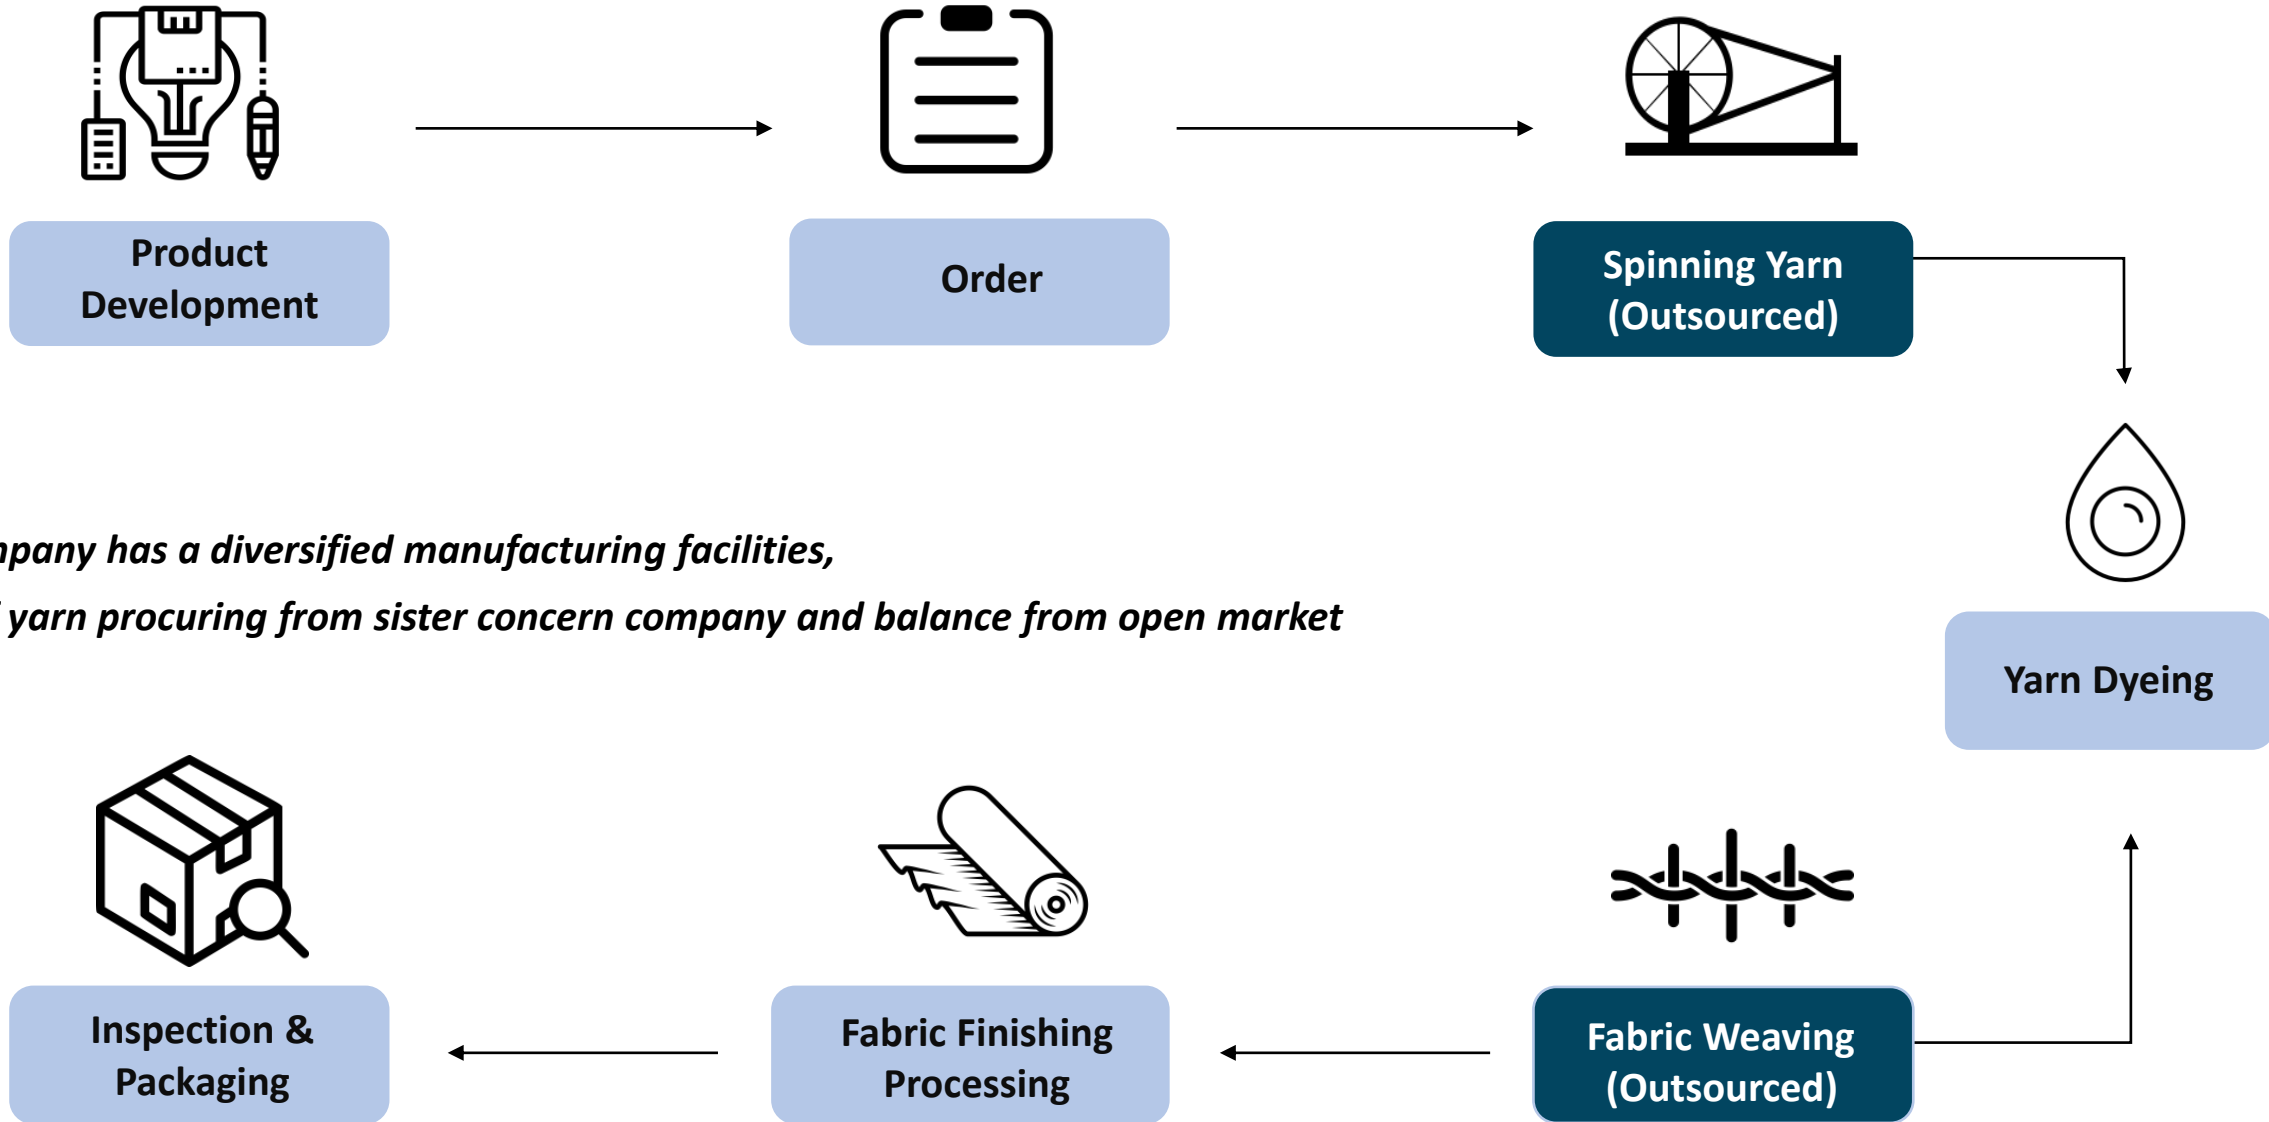 Product
Development
Order
Spinning Yarn
(Outsourced)
has a diversified manufacturing facilities,
yarn procuring from sister concern company and balance from open market
Yarn Dyeing
Inspection &
Packaging
Fabric Finishing
Processing
Fabric Weaving
(Outsourced)